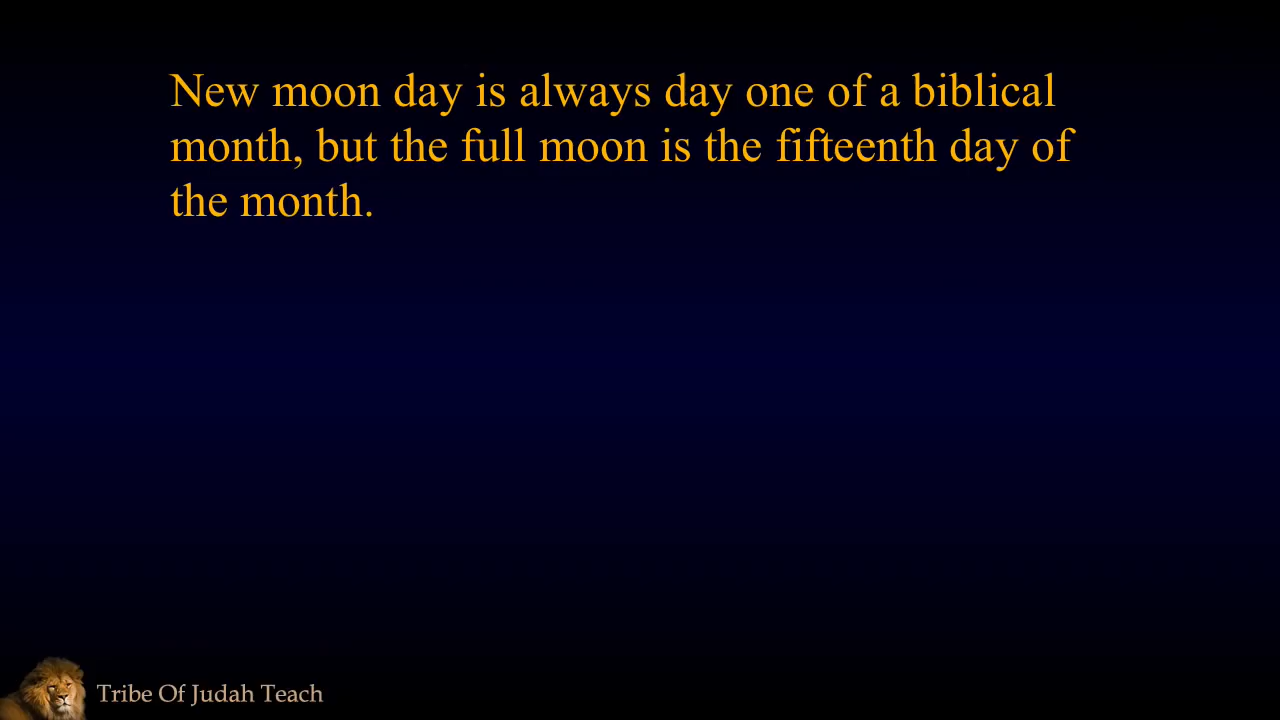 New moon day is always day one of a biblical
month, but the full moon is the fifteenth day of
the month.
Tribe Of Judah Teach